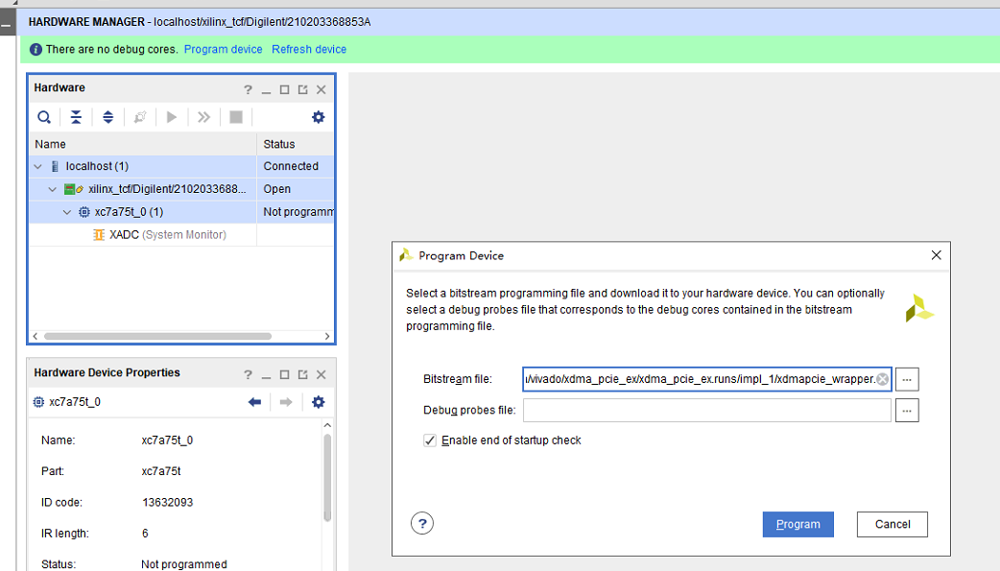 HARDWARE MANAGER - localhost/xilinx_tcf/Digilent/210203368853A
There are no debug cores. Program device Refresh device
Hardware
Name Status
localhost (1) Connected
xilinx_tcf/Digilent/2102033688... Open
xc7a75t_0 (1) Not programm
XADC (System Monitor)
Hardware Device Properties
xc7a75t_0
Name: xc7a75t_0
Part: xc7a75t
ID code: 13632093
IR length: 6
Status: Not programmed
Program Device
Select a bitstream programming file and download it to your hardware device. You can optionally
select a debug probes file that corresponds to the debug cores contained in the bitstream
programming file.
Bitstream file: /vivado/xdma_pcie_ex/xdma_pcie_ex.runs/impl_1/xdmapcie_wrapper. ...
Debug probes file: ...
Enable end of startup check
? Program Cancel